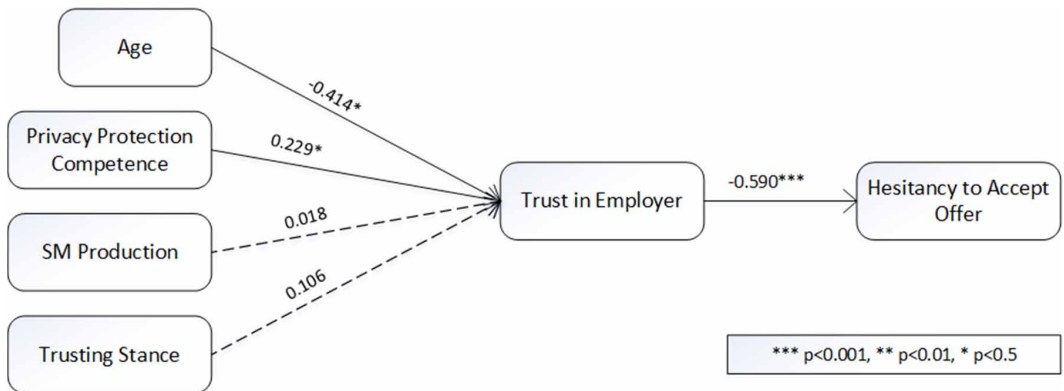 Age
-0.414*
Privacy Protection
Competence
0.229*
SM Production
0.018
Trusting Stance
0.106
Trust in Employer
-0.590***
Hesitancy to Accept
Offer
*** p<0.001, ** p<0.01, * p<0.5